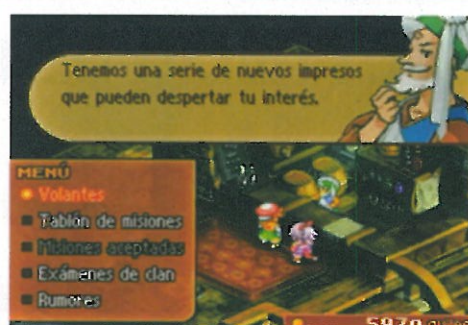 Tenemos una serie de nuevos impresos
que pueden despertar tu interés.
MENÚ
Volantes
Tablón de misiones
Misiones aceptadas
Exámenes de clan
Rumores